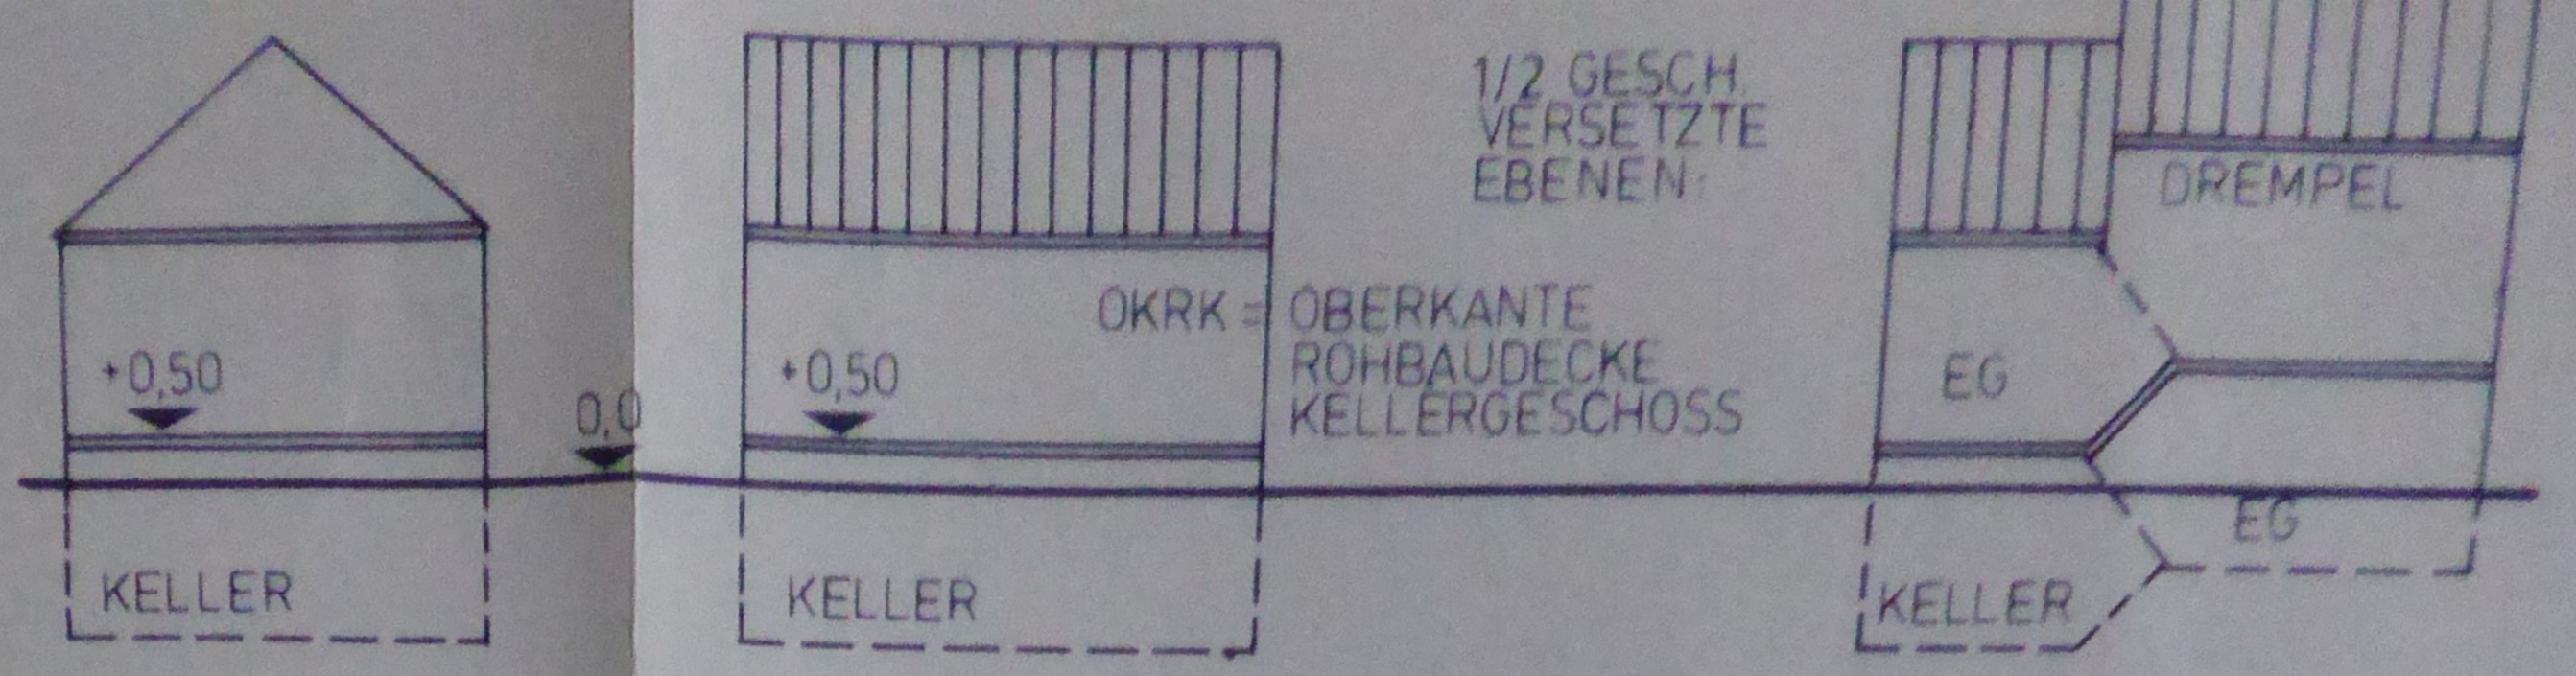 +0,50
KELLER
0,0
+0,50
KELLER
OKRK = OBERKANTE
ROHBAUDECKE
KELLERGESCHOSS
1/2 GESCH.
VERSETZTE
EBENEN:
DREMPEL
EG
EG
KELLER